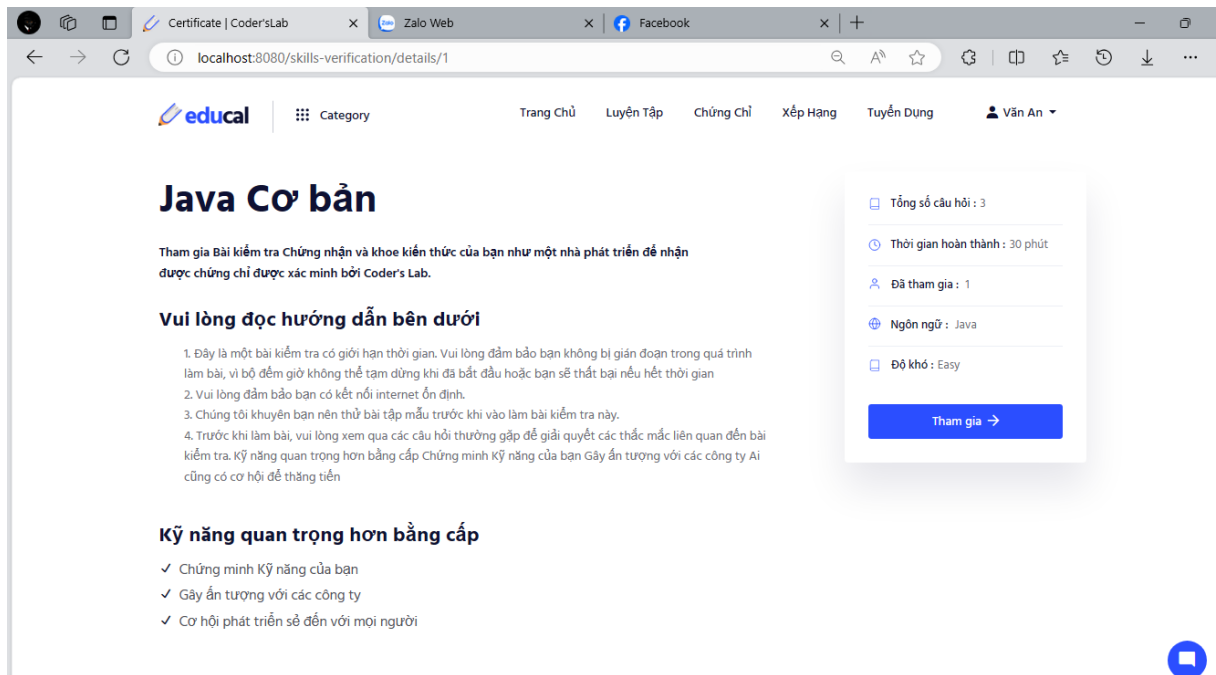 Certificate | Coder'sLab
Zalo Web
Facebook
localhost:8080/skills-verification/details/1
educal
Category
Trang Chủ
Luyện Tập
Chứng Chỉ
Xếp Hạng
Tuyển Dụng
Văn An
Java Cơ bản
Tham gia Bài kiểm tra Chứng nhận và khoe kiến thức của bạn như một nhà phát triển để nhận
được chứng chỉ được xác minh bởi Coder's Lab.
Vui lòng đọc hướng dẫn bên dưới
1. Đây là một bài kiểm tra có giới hạn thời gian. Vui lòng đảm bảo bạn không bị gián đoạn trong quá trình
làm bài, vì bộ đếm giờ không thể tạm dừng khi đã bắt đầu hoặc bạn sẽ thất bại nếu hết thời gian
2. Vui lòng đảm bảo bạn có kết nối internet ổn định.
3. Chúng tôi khuyên bạn nên thử bài tập mẫu trước khi vào làm bài kiểm tra này.
4. Trước khi làm bài, vui lòng xem qua các câu hỏi thường gặp để giải quyết các thắc mắc liên quan đến bài
kiểm tra. Kỹ năng quan trọng hơn bằng cấp Chứng minh Kỹ năng của bạn Gây ấn tượng với các công ty Ai
cũng có cơ hội để thăng tiến
Kỹ năng quan trọng hơn bằng cấp
Chứng minh Kỹ năng của bạn
Gây ấn tượng với các công ty
Cơ hội phát triển sẻ đến với mọi người
Tổng số câu hỏi : 3
Thời gian hoàn thành : 30 phút
Đã tham gia : 1
Ngôn ngữ : Java
Độ khó : Easy
Tham gia →